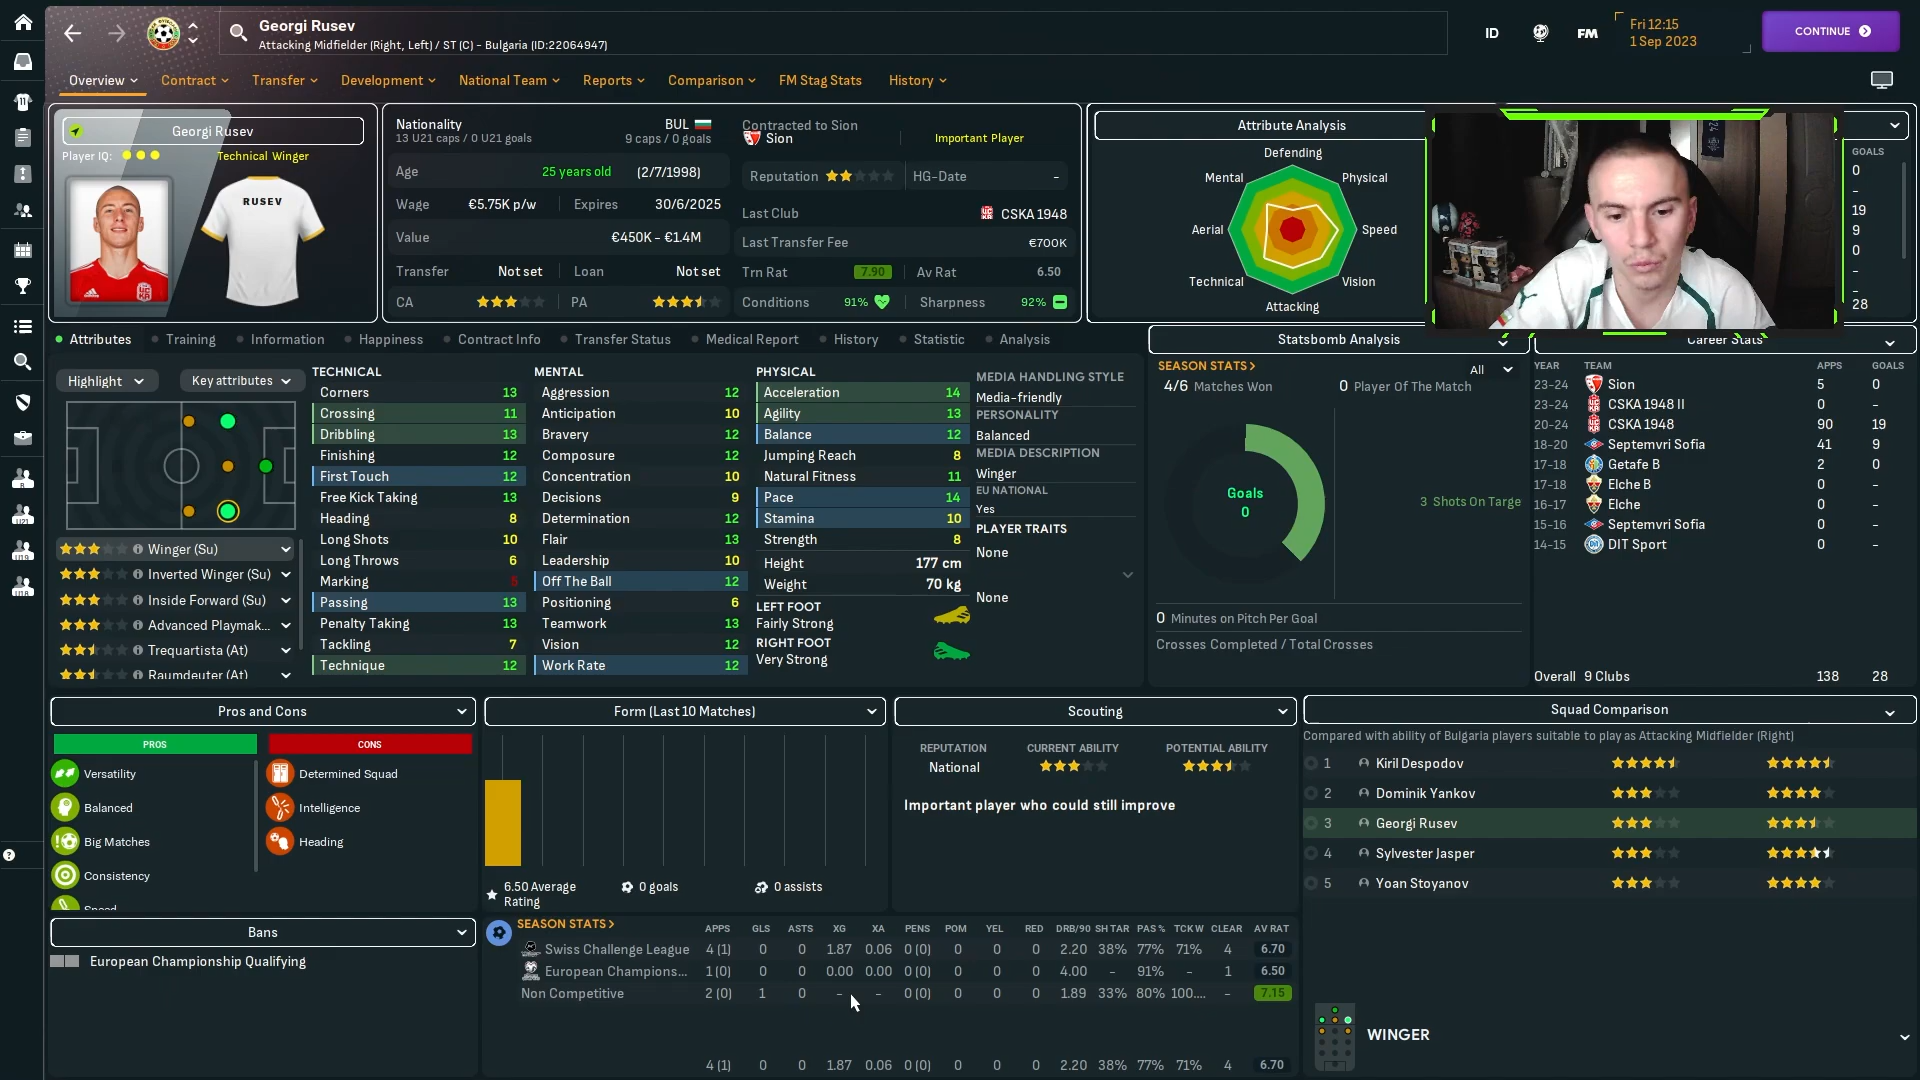 Georgi Rusev
Attacking Midfielder (Right, Left) / ST (C) - Bulgaria (ID:22064947)
ID
FM
Fri 12:15
1 Sep 2023
CONTINUE
Overview
Contract
Transfer
Development
National Team
Reports
Comparison
FM Stag Stats
History
Georgi Rusev
Player IQ:
Technical Winger
RUSEV
Nationality BUL
13 U21 caps / 0 U21 goals 9 caps / 0 goals
Age 25 years old (2/7/1998)
Wage €5.75K p/w Expires 30/6/2025
Value €450K - €1.4M
Transfer Not set Loan Not set
CA PA
Contracted to Sion
Sion Important Player
Reputation HG-Date -
Last Club CSKA 1948
Last Transfer Fee €700K
Trn Rat 7.90 Av Rat 6.50
Conditions 91% Sharpness 92%
Attribute Analysis
Defending
Mental Physical
Aerial Speed
Technical Vision
Attacking
GOALS
0
-
19
9
0
-
-
28
Attributes
Training
Information
Happiness
Contract Info
Transfer Status
Medical Report
History
Statistic
Analysis
Highlight
Key attributes
Winger (Su)
Inverted Winger (Su)
Inside Forward (Su)
Advanced Playmak...
Trequartista (At)
Raumdeuter (At)
TECHNICAL
Corners 13
Crossing 11
Dribbling 13
Finishing 12
First Touch 12
Free Kick Taking 13
Heading 8
Long Shots 10
Long Throws 6
Marking 5
Passing 13
Penalty Taking 13
Tackling 7
Technique 12
MENTAL
Aggression 12
Anticipation 10
Bravery 12
Composure 12
Concentration 10
Decisions 9
Determination 12
Flair 13
Leadership 10
Off The Ball 12
Positioning 6
Teamwork 13
Vision 12
Work Rate 12
PHYSICAL
Acceleration 14
Agility 13
Balance 12
Jumping Reach 8
Natural Fitness 11
Pace 14
Stamina 10
Strength 8
Height 177 cm
Weight 70 kg
LEFT FOOT
Fairly Strong
RIGHT FOOT
Very Strong
MEDIA HANDLING STYLE
Media-friendly
PERSONALITY
Balanced
MEDIA DESCRIPTION
Winger
EU NATIONAL
Yes
PLAYER TRAITS
None
None
Statsbomb Analysis
SEASON STATS >
All
4/6 Matches Won
0 Player Of The Match
Goals
0
3 Shots On Targe
0 Minutes on Pitch Per Goal
Crosses Completed / Total Crosses
Career Stats
YEAR TEAM APPS GOALS
23-24 Sion 5 0
23-24 CSKA 1948 II 0 -
20-24 CSKA 1948 90 19
18-20 Septemvri Sofia 41 9
17-18 Getafe B 2 0
17-18 Elche B 0 -
16-17 Elche 0 -
15-16 Septemvri Sofia 0 -
14-15 DIT Sport 0 -
Overall 9 Clubs 138 28
Pros and Cons
PROS
Versatility
Balanced
Big Matches
Consistency
Speed
CONS
Determined Squad
Intelligence
Heading
Bans
European Championship Qualifying
Form (Last 10 Matches)
6.50 Average
Rating
0 goals
0 assists
Scouting
REPUTATION CURRENT ABILITY POTENTIAL ABILITY
National
Important player who could still improve
SEASON STATS > APPS GLS ASTS XG XA PENS POM YEL RED DRB/90 SH TAR PAS % TCK W CLEAR AV RAT
Swiss Challenge League 4 (1) 0 0 1.87 0.06 0 (0) 0 0 0 2.20 38% 77% 71% 4 6.70
European Champions... 1 (0) 0 0 0.00 0.00 0 (0) 0 0 0 4.00 - 91% - 1 6.50
Non Competitive 2 (0) 1 0 - - 0 (0) 0 0 0 1.89 33% 80% 100.... - 7.15
4 (1) 0 0 1.87 0.06 0 (0) 0 0 0 2.20 38% 77% 71% 4 6.70
Squad Comparison
Compared with ability of Bulgaria players suitable to play as Attacking Midfielder (Right)
1 Kiril Despodov
2 Dominik Yankov
3 Georgi Rusev
4 Sylvester Jasper
5 Yoan Stoyanov
WINGER